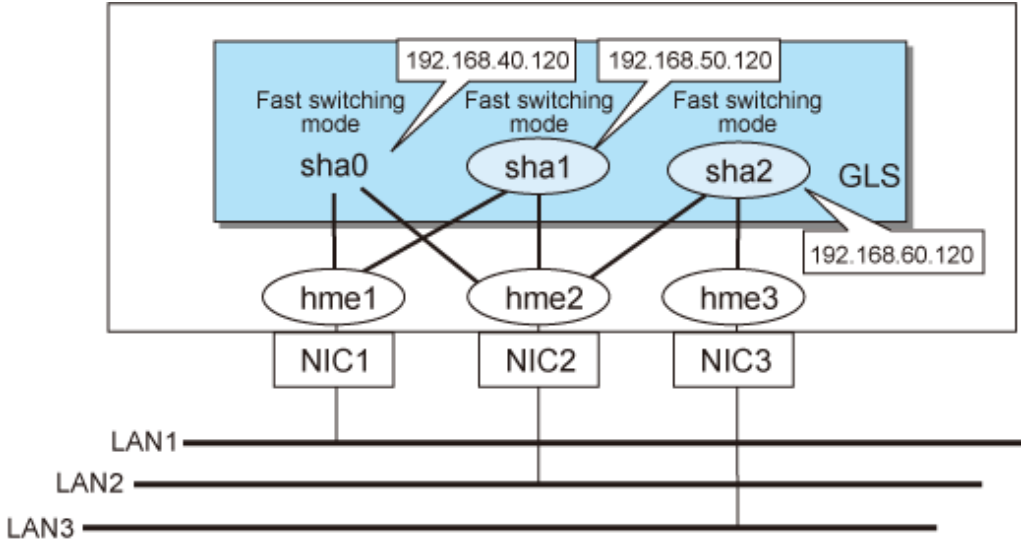 192.168.40.120
192.168.50.120
Fast switching
mode
Fast switching
mode
Fast switching
mode
sha0
sha1
sha2
GLS
192.168.60.120
hme1
hme2
hme3
NIC1
NIC2
NIC3
LAN1
LAN2
LAN3